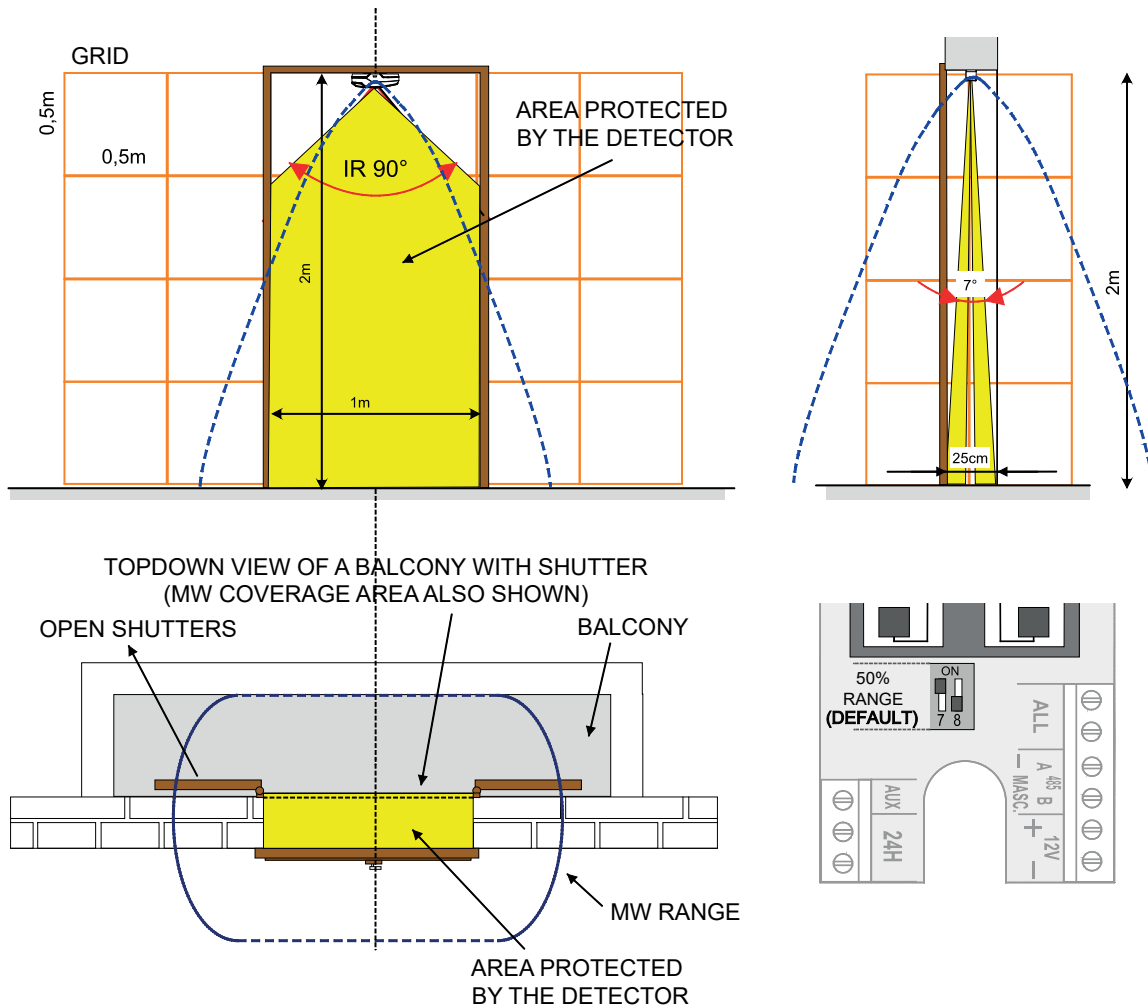 GRID
0,5m
0,5m
IR 90°
2m
1m
AREA PROTECTED
BY THE DETECTOR
7°
25cm
2m
TOPDOWN VIEW OF A BALCONY WITH SHUTTER
(MW COVERAGE AREA ALSO SHOWN)
OPEN SHUTTERS
BALCONY
MW RANGE
AREA PROTECTED
BY THE DETECTOR
50%
RANGE
(DEFAULT)
ON
7 8
ALL
A 485 B
– MASC.
+ 12V –
AUX
24H